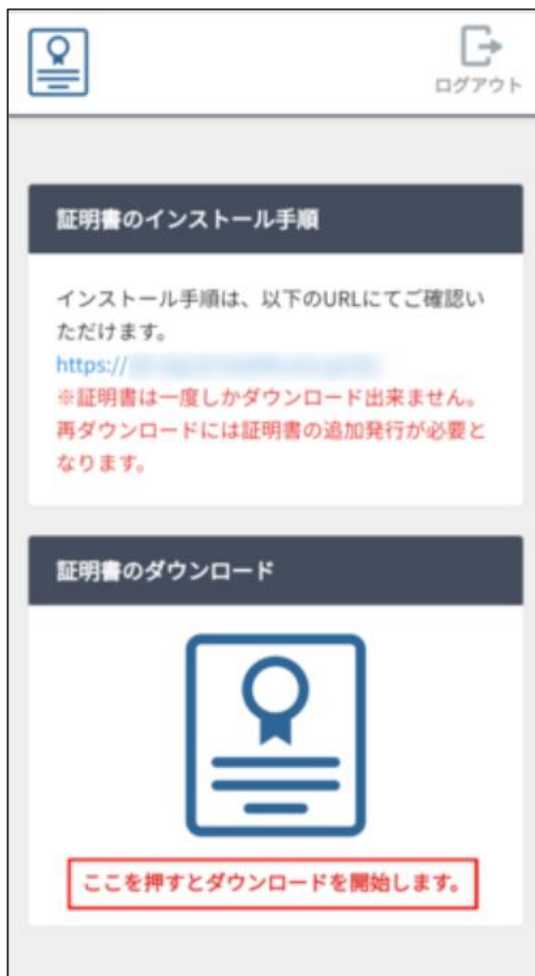 ログアウト
証明書のインストール手順
インストール手順は、以下のURLにてご確認い
ただけます。
https://
※証明書は一度しかダウンロード出来ません。
再ダウンロードには証明書の追加発行が必要と
なります。
証明書のダウンロード
ここを押すとダウンロードを開始します。